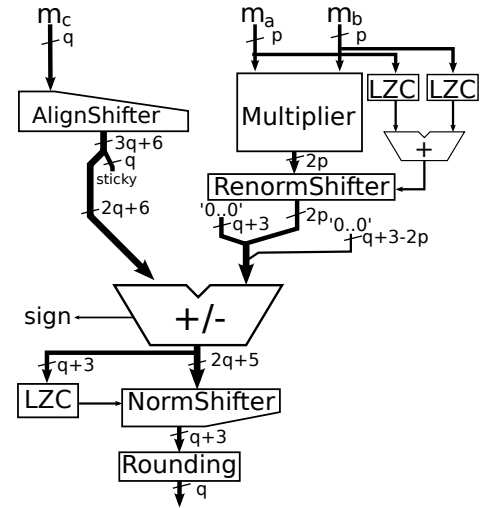 m_c
m_a
m_b
q
p
p
LZC
LZC
AlignShifter
Multiplier
+
3q+6
q
sticky
2p
RenormShifter
'0..0'
q+3
2p
'0..0'
q+3-2p
2q+6
sign
+/-
q+3
2q+5
LZC
NormShifter
q+3
Rounding
q